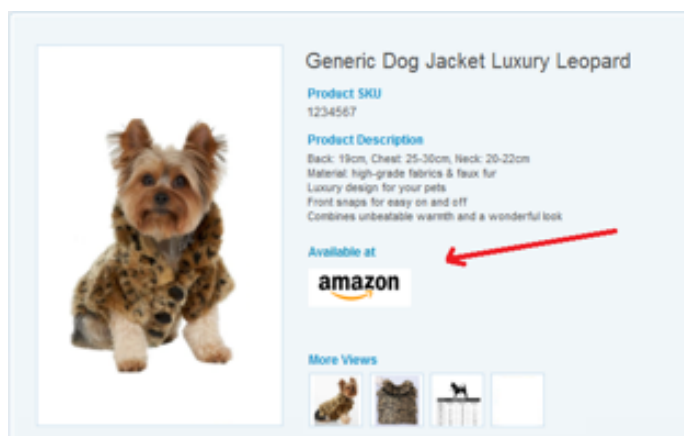 Generic Dog Jacket Luxury Leopard
Product SKU
1234567
Product Description
Back: 19cm, Chest: 25-30cm, Neck: 20-22cm
Material: high-grade fabrics & faux fur
Luxury design for your pets
Front snaps for easy on and off
Combines unbeatable warmth and a wonderful look
Available at
amazon
More Views